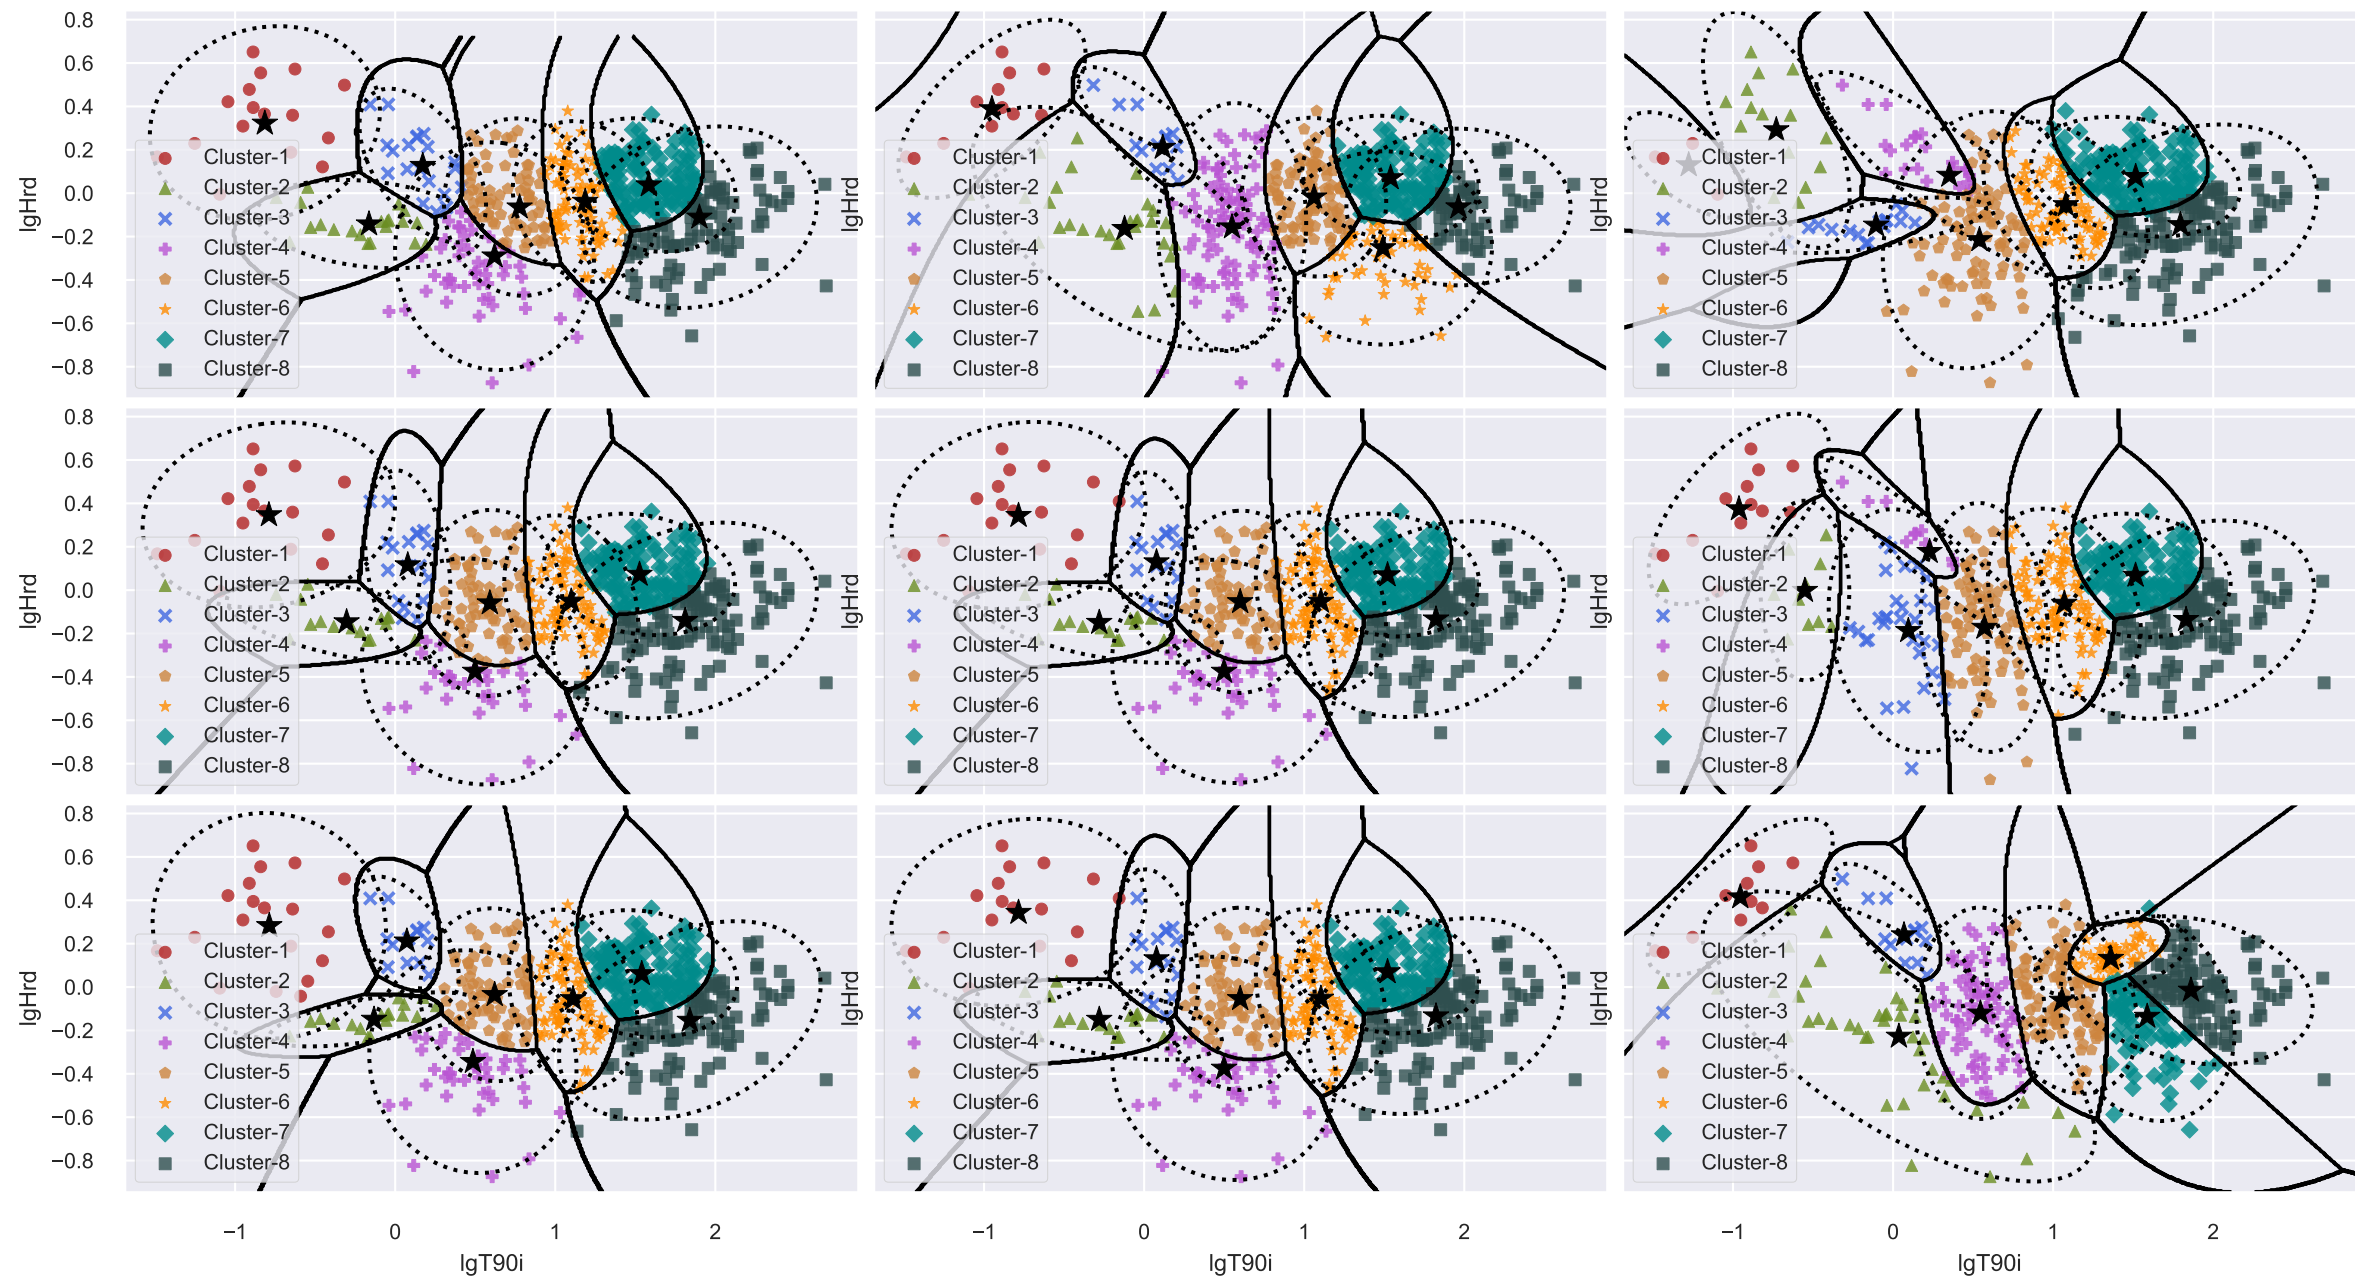 0.8
0.6
0.4
0.2
0.0
−0.2
−0.4
−0.6
−0.8
lgHrd
Cluster-1
Cluster-2
Cluster-3
Cluster-4
Cluster-5
Cluster-6
Cluster-7
Cluster-8
lgHrd
Cluster-1
Cluster-2
Cluster-3
Cluster-4
Cluster-5
Cluster-6
Cluster-7
Cluster-8
lgHrd
Cluster-1
Cluster-2
Cluster-3
Cluster-4
Cluster-5
Cluster-6
Cluster-7
Cluster-8
0.8
0.6
0.4
0.2
0.0
−0.2
−0.4
−0.6
−0.8
lgHrd
Cluster-1
Cluster-2
Cluster-3
Cluster-4
Cluster-5
Cluster-6
Cluster-7
Cluster-8
lgHrd
Cluster-1
Cluster-2
Cluster-3
Cluster-4
Cluster-5
Cluster-6
Cluster-7
Cluster-8
lgHrd
Cluster-1
Cluster-2
Cluster-3
Cluster-4
Cluster-5
Cluster-6
Cluster-7
Cluster-8
0.8
0.6
0.4
0.2
0.0
−0.2
−0.4
−0.6
−0.8
lgHrd
Cluster-1
Cluster-2
Cluster-3
Cluster-4
Cluster-5
Cluster-6
Cluster-7
Cluster-8
lgHrd
Cluster-1
Cluster-2
Cluster-3
Cluster-4
Cluster-5
Cluster-6
Cluster-7
Cluster-8
lgHrd
Cluster-1
Cluster-2
Cluster-3
Cluster-4
Cluster-5
Cluster-6
Cluster-7
Cluster-8
−1 0 1 2
lgT90i
−1 0 1 2
lgT90i
−1 0 1 2
lgT90i